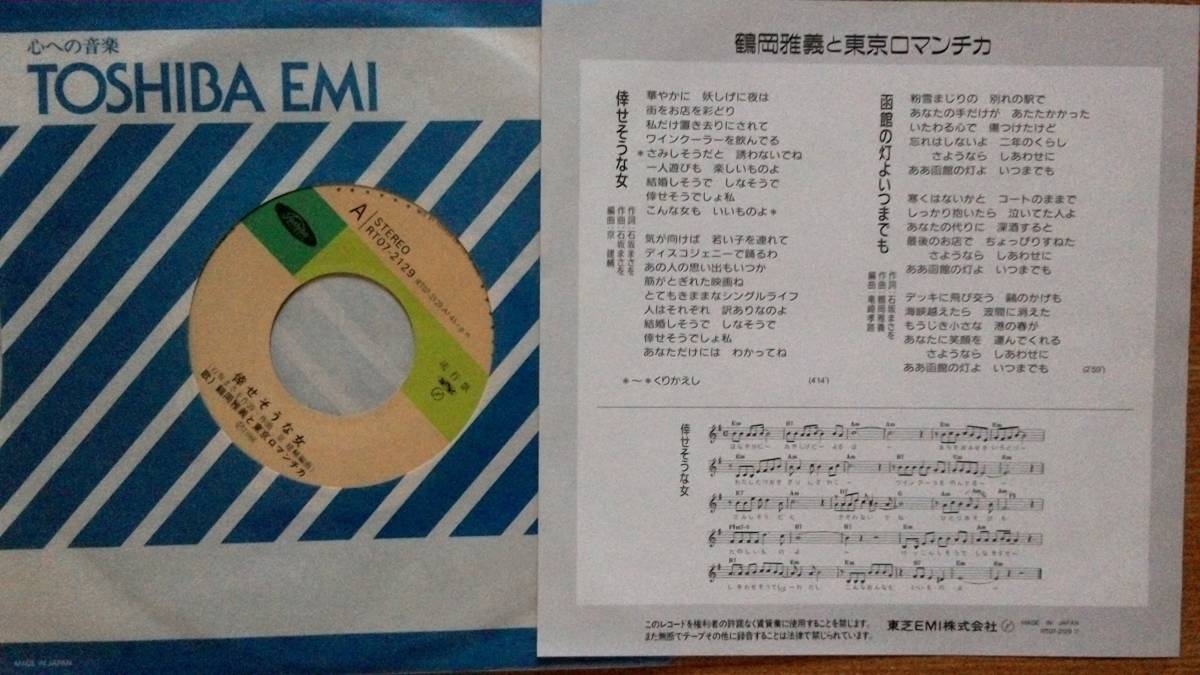 心への音楽
TOSHIBA EMI
A
STEREO
RT07-2129
流行歌
倖せそうな女
歌) 鶴岡雅義と東京ロマンチカ
MADE IN JAPAN
鶴岡雅義と東京ロマンチカ
倖せそうな女
作詞:石坂まさを
作曲:石坂まさを
編曲:京 建輔
華やかに 妖しげに夜は
街をお店を彩どり
私だけ置き去りにされて
ワインクーラーを飲んでる
*さみしそうだと 誘わないでね
一人遊びも 楽しいものよ
結婚しそうで しなそうで
倖せそうでしょ私
こんな女も いいものよ*
気が向けば 若い子を連れて
ディスコジェニーで踊るわ
あの人の思い出もいつか
筋がとぎれた映画ね
とてもきままなシングルライフ
人はそれぞれ 訳ありなのよ
結婚しそうで しなそうで
倖せそうでしょ私
あなただけには わかってね
*~*くりかえし
(4'14")
函館の灯よいつまでも
作詞:石坂まさを
作曲:鶴岡雅義
編曲:竜崎孝路
粉雪まじりの 別れの駅で
あなたの手だけが あたたかかった
いたわる心で 傷つけたけど
忘れはしないよ 二年のくらし
さようなら しあわせに
ああ函館の灯よ いつまでも
寒くはないかと コートのままで
しっかり抱いたら 泣いてた人よ
あなたの代りに 深酒すると
最後のお店で ちょっぴりすねた
さようなら しあわせに
ああ函館の灯よ いつまでも
デッキに飛び交う 鷗のかげも
海峡越えたら 波間に消えた
もうじき小さな 港の春が
あなたに笑顔を 運んでくれる
さようなら しあわせに
ああ函館の灯よ いつまでも
(2'59")
倖せそうな女
このレコードを権利者の許諾なく賃貸業に使用することを禁じます。
また無断でテープその他に録音することは法律で禁じられています。
東芝EMI株式会社
MADE IN JAPAN
RT07-2129